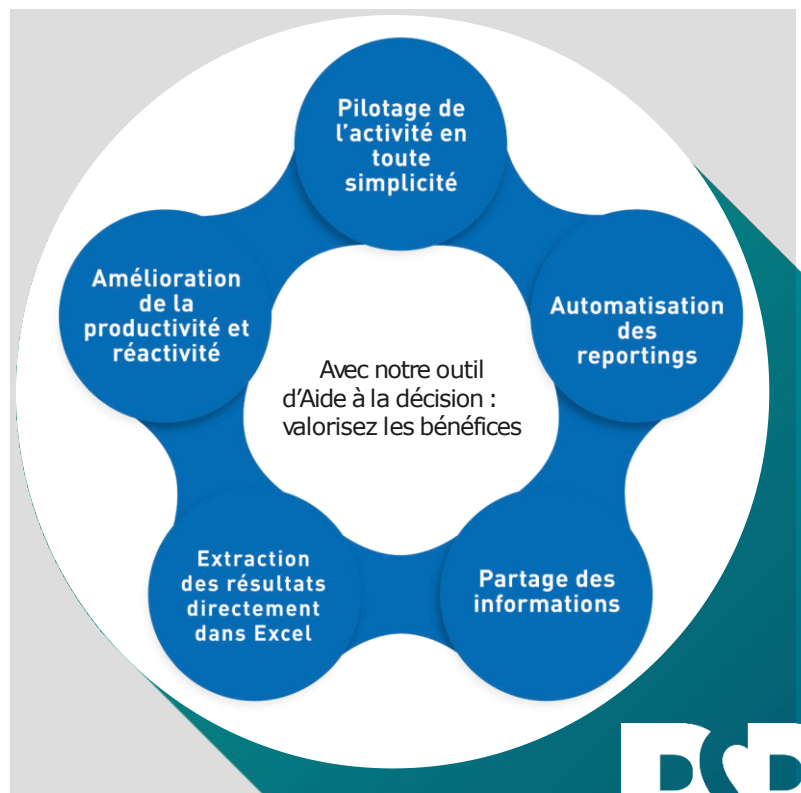 Pilotage de
l'activité en
toute
simplicité
Amélioration
de la
productivité et
réactivité
Automatisation
des
reportings
Avec notre outil
d'Aide à la décision :
valorisez les bénéfices
Extraction
des résultats
directement
dans Excel
Partage des
informations